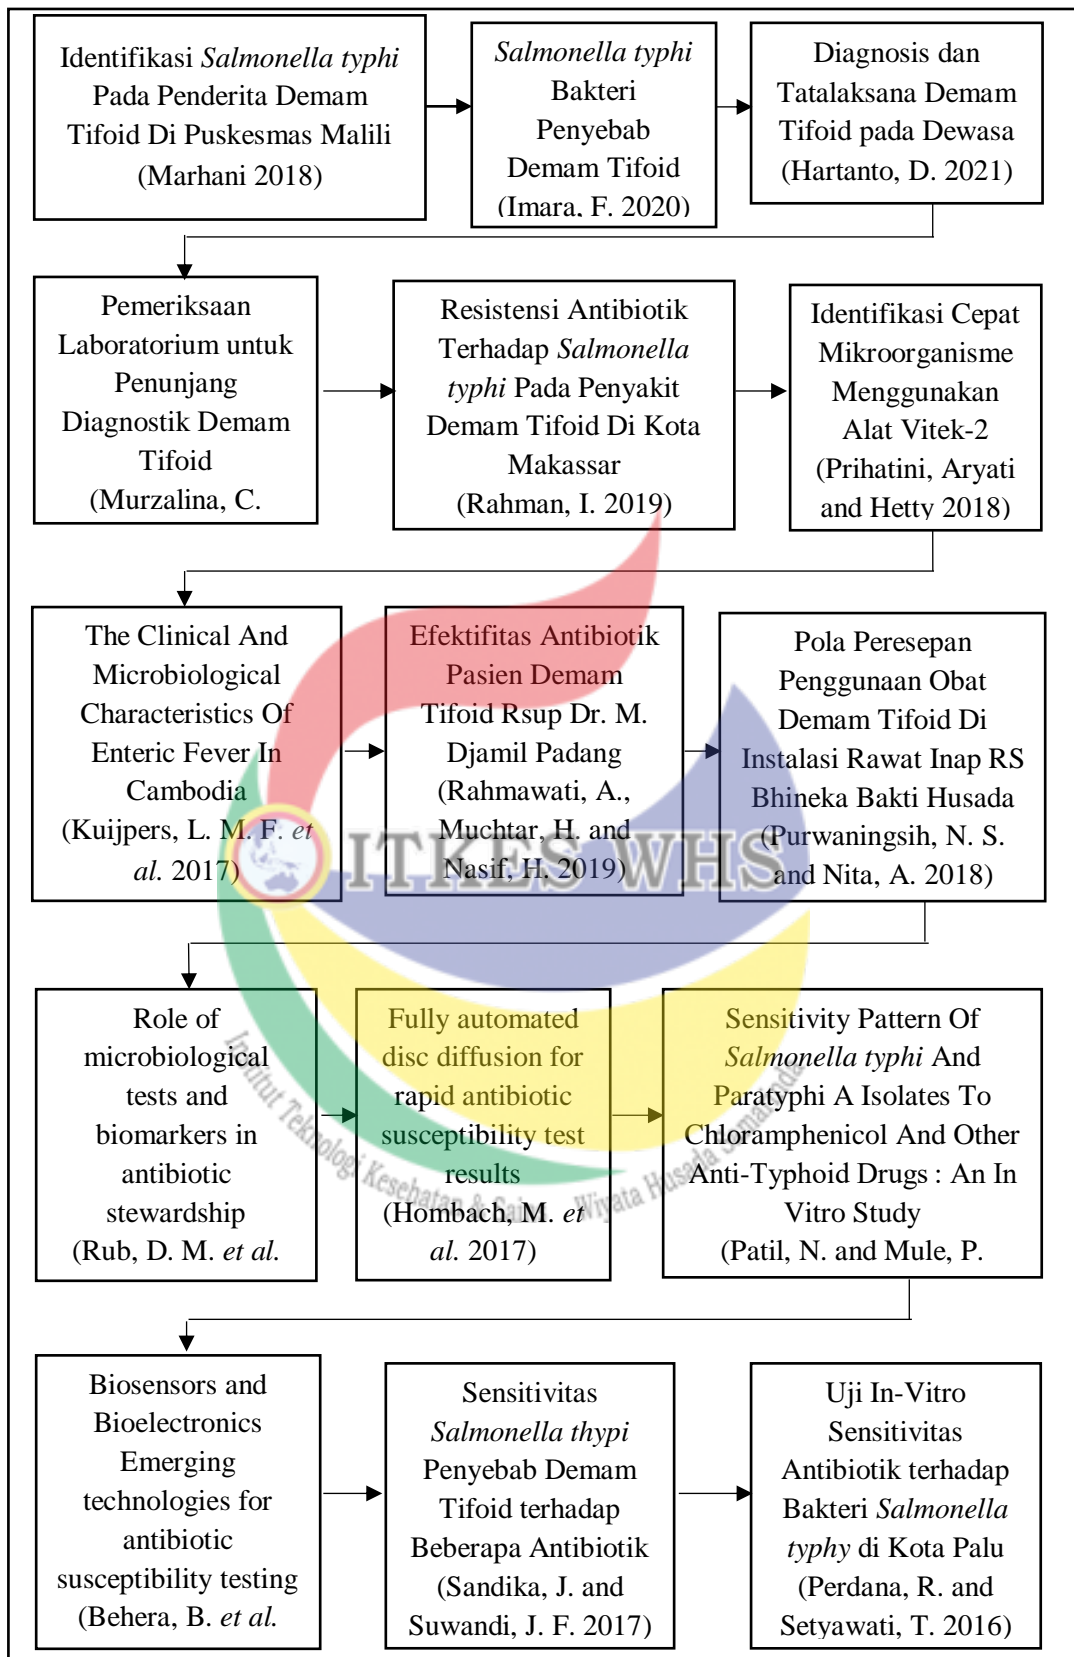 Identifikasi Salmonella typhi
Pada Penderita Demam
Tifoid Di Puskesmas Malili
(Marhani 2018)
Salmonella typhi
Bakteri
Penyebab
Demam Tifoid
(Imara, F. 2020)
Diagnosis dan
Tatalaksana Demam
Tifoid pada Dewasa
(Hartanto, D. 2021)
Pemeriksaan
Laboratorium untuk
Penunjang
Diagnostik Demam
Tifoid
(Murzalina, C.
Resistensi Antibiotik
Terhadap Salmonella
typhi Pada Penyakit
Demam Tifoid Di Kota
Makassar
(Rahman, I. 2019)
Identifikasi Cepat
Mikroorganisme
Menggunakan
Alat Vitek-2
(Prihatini, Aryati
and Hetty 2018)
The Clinical And
Microbiological
Characteristics Of
Enteric Fever In
Cambodia
(Kuijpers, L. M. F. et
al. 2017)
Efektifitas Antibiotik
Pasien Demam
Tifoid Rsup Dr. M.
Djamil Padang
(Rahmawati, A.,
Muchtar, H. and
Nasif, H. 2019)
Pola Peresepan
Penggunaan Obat
Demam Tifoid Di
Instalasi Rawat Inap RS
Bhineka Bakti Husada
(Purwaningsih, N. S.
and Nita, A. 2018)
ITKES WHS
Role of
microbiological
tests and
biomarkers in
antibiotic
stewardship
(Rub, D. M. et al.
Fully automated
disc diffusion for
rapid antibiotic
susceptibility test
results
(Hombach, M. et
al. 2017)
Sensitivity Pattern Of
Salmonella typhi And
Paratyphi A Isolates To
Chloramphenicol And Other
Anti-Typhoid Drugs : An In
Vitro Study
(Patil, N. and Mule, P.
Institut Teknologi Kesehatan & Sains Wiyata Husada Samarinda
Biosensors and
Bioelectronics
Emerging
technologies for
antibiotic
susceptibility testing
(Behera, B. et al.
Sensitivitas
Salmonella thypi
Penyebab Demam
Tifoid terhadap
Beberapa Antibiotik
(Sandika, J. and
Suwandi, J. F. 2017)
Uji In-Vitro
Sensitivitas
Antibiotik terhadap
Bakteri Salmonella
typhy di Kota Palu
(Perdana, R. and
Setyawati, T. 2016)